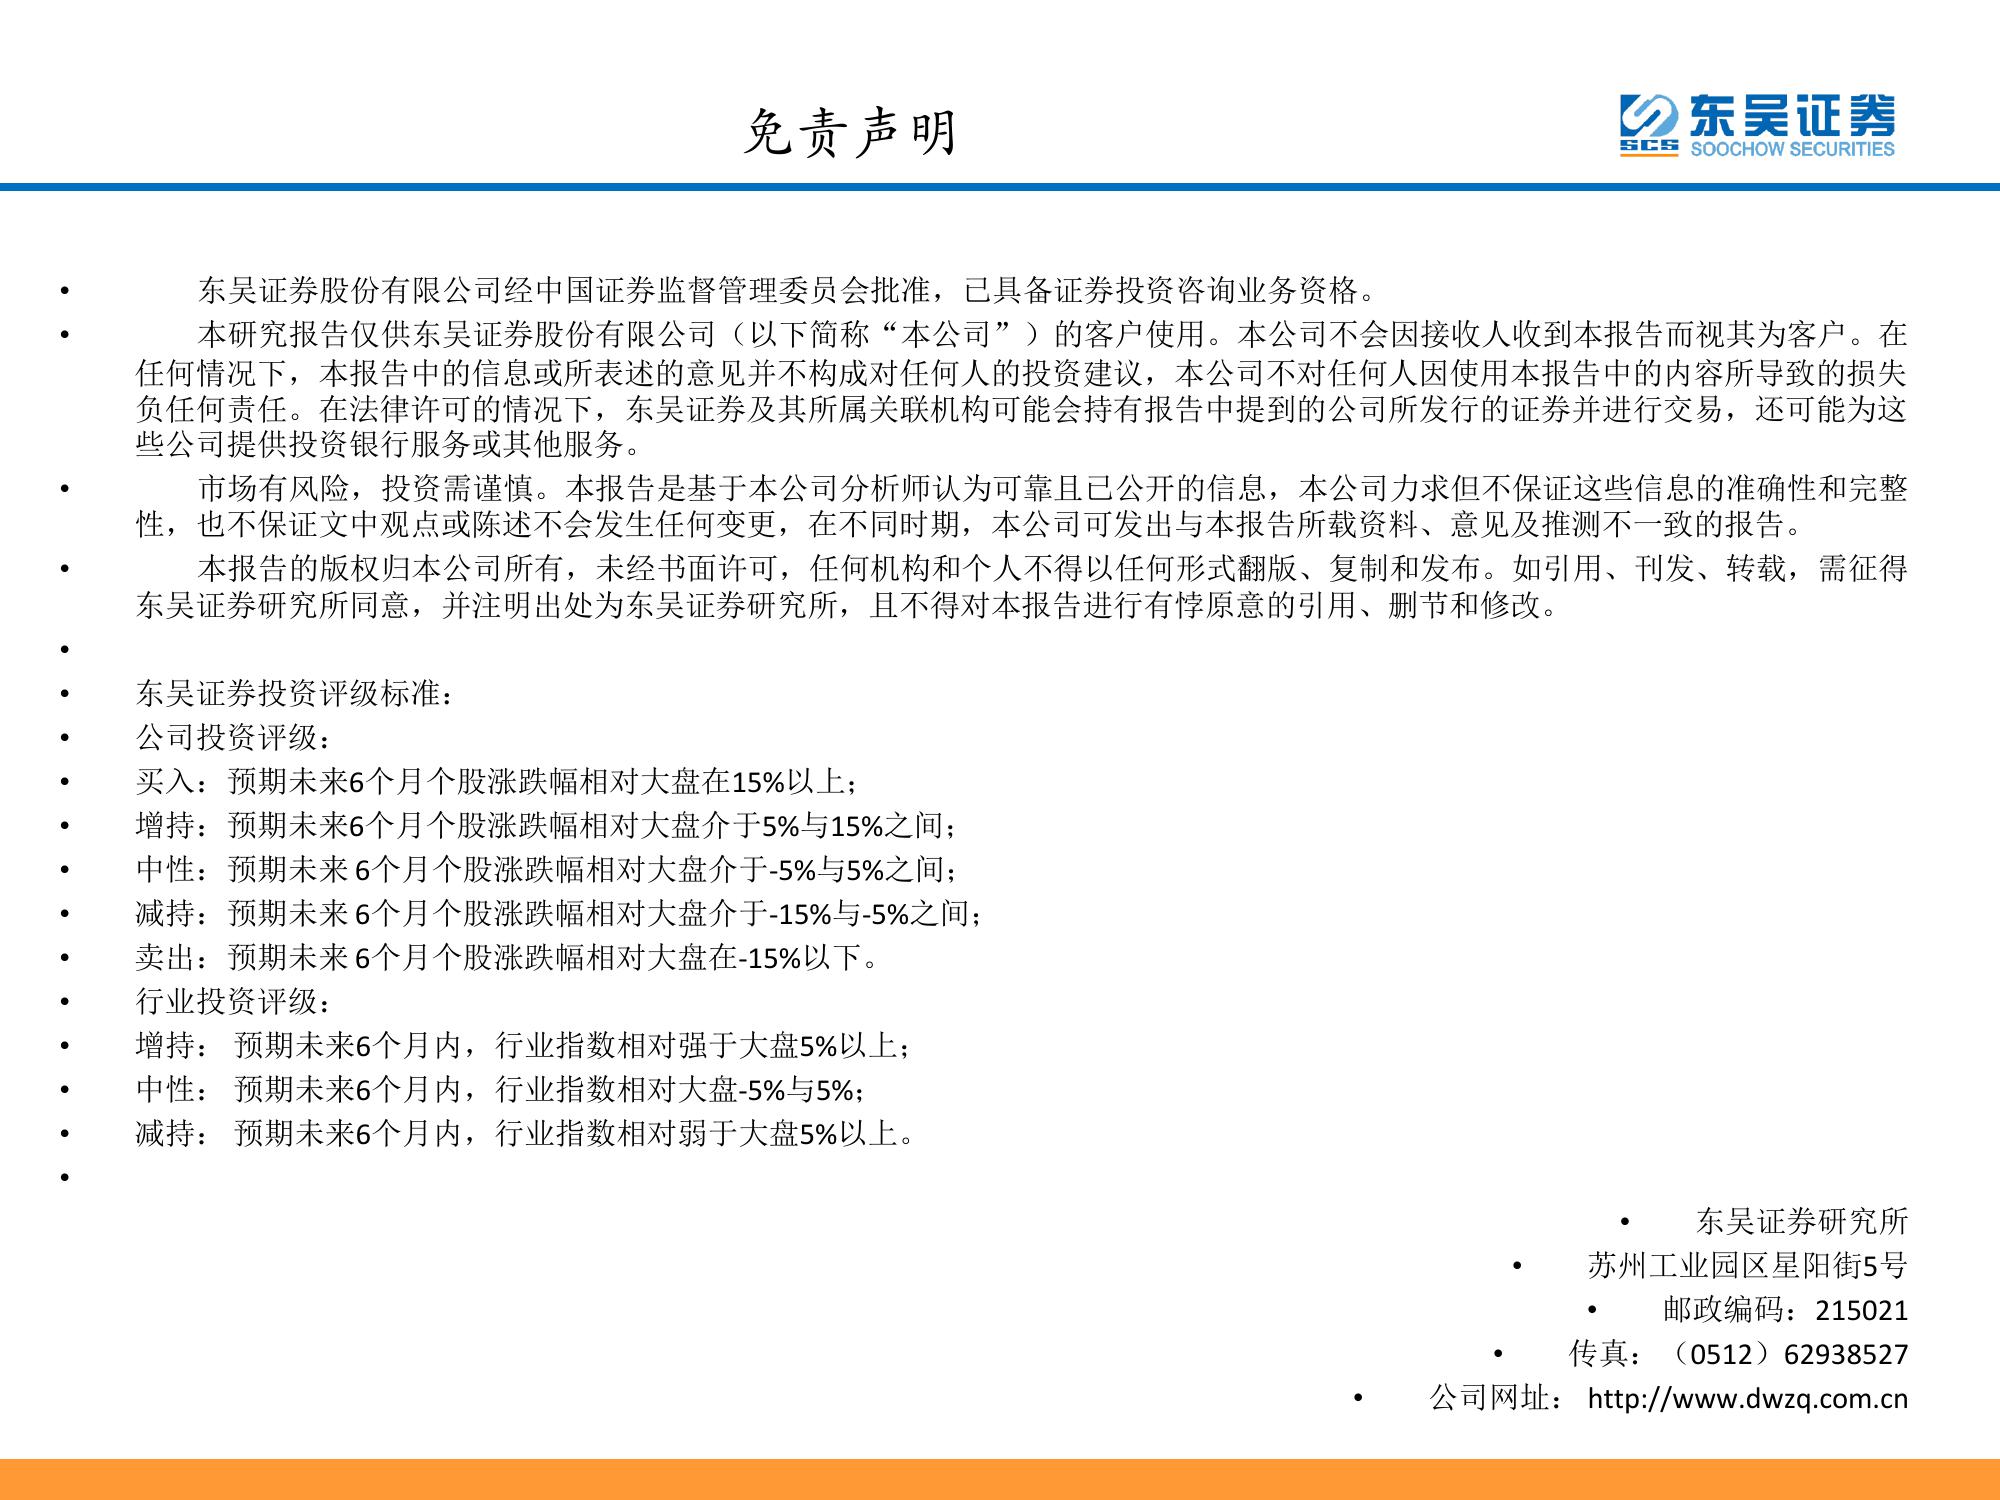 免责声明
东吴证券
SCS
SOOCHOW SECURITIES
• 东吴证券股份有限公司经中国证券监督管理委员会批准，已具备证券投资咨询业务资格。
• 本研究报告仅供东吴证券股份有限公司（以下简称“本公司”）的客户使用。本公司不会因接收人收到本报告而视其为客户。在
任何情况下，本报告中的信息或所表述的意见并不构成对任何人的投资建议，本公司不对任何人因使用本报告中的内容所导致的损失
负任何责任。在法律许可的情况下，东吴证券及其所属关联机构可能会持有报告中提到的公司所发行的证券并进行交易，还可能为这
些公司提供投资银行服务或其他服务。
• 市场有风险，投资需谨慎。本报告是基于本公司分析师认为可靠且已公开的信息，本公司力求但不保证这些信息的准确性和完整
性，也不保证文中观点或陈述不会发生任何变更，在不同时期，本公司可发出与本报告所载资料、意见及推测不一致的报告。
• 本报告的版权归本公司所有，未经书面许可，任何机构和个人不得以任何形式翻版、复制和发布。如引用、刊发、转载，需征得
东吴证券研究所同意，并注明出处为东吴证券研究所，且不得对本报告进行有悖原意的引用、删节和修改。
•
• 东吴证券投资评级标准：
• 公司投资评级：
• 买入：预期未来6个月个股涨跌幅相对大盘在15%以上；
• 增持：预期未来6个月个股涨跌幅相对大盘介于5%与15%之间；
• 中性：预期未来 6个月个股涨跌幅相对大盘介于-5%与5%之间；
• 减持：预期未来 6个月个股涨跌幅相对大盘介于-15%与-5%之间；
• 卖出：预期未来 6个月个股涨跌幅相对大盘在-15%以下。
• 行业投资评级：
• 增持： 预期未来6个月内，行业指数相对强于大盘5%以上；
• 中性： 预期未来6个月内，行业指数相对大盘-5%与5%；
• 减持： 预期未来6个月内，行业指数相对弱于大盘5%以上。
•
• 东吴证券研究所
• 苏州工业园区星阳街5号
• 邮政编码：215021
• 传真：（0512）62938527
• 公司网址： http://www.dwzq.com.cn